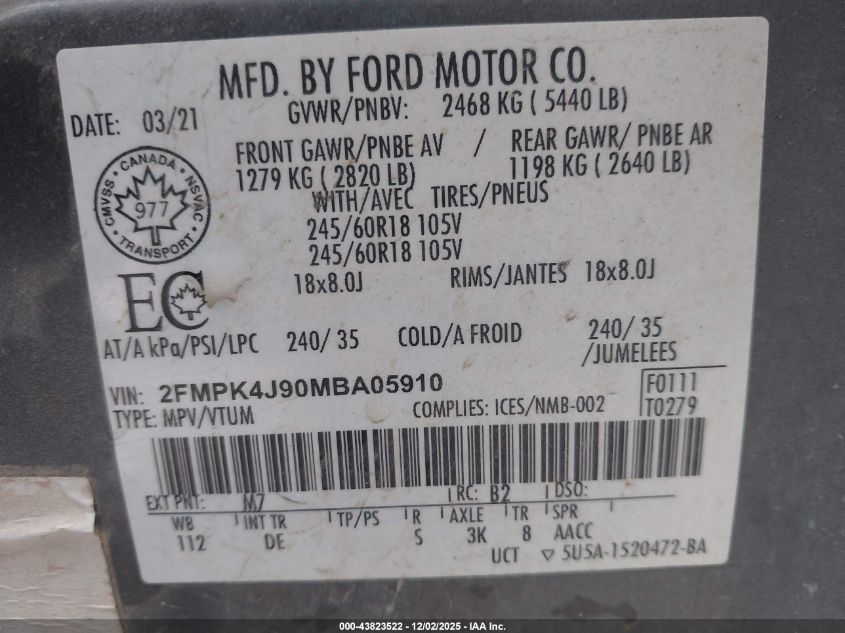 MFD. BY FORD MOTOR CO.
DATE: 03/21 GVWR/PNBV: 2468 KG ( 5440 LB)
FRONT GAWR/PNBE AV / REAR GAWR/ PNBE AR
1279 KG ( 2820 LB) 1198 KG ( 2640 LB)
WITH/AVEC TIRES/PNEUS
245/60R18 105V
245/60R18 105V
18x8.0J RIMS/JANTES 18x8.0J
CANADA
CMVSS 977 NSVAC
TRANSPORT
EC
AT/A kPa/PSI/LPC 240/ 35 COLD/A FROID 240/ 35
/JUMELEES
VIN: 2FMPK4J90MBA05910 F0111
TYPE: MPV/VTUM COMPLIES: ICES/NMB-002 T0279
EXT PNT: M7 RC: B2 DSO:
WB INT TR TP/PS R AXLE TR SPR
112 DE S 3K 8 AACC
UCT ▽ 5U5A-1520472-BA
000-43823522 • 12/02/2025 • IAA Inc.